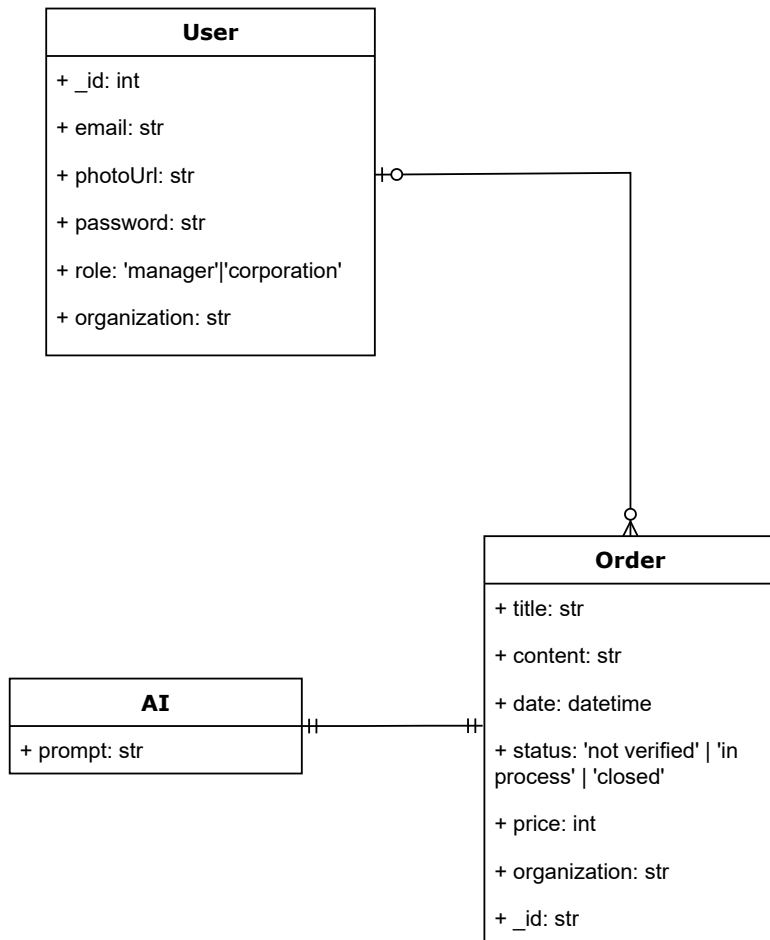 User
+ _id: int
+ email: str
+ photoUrl: str
+ password: str
+ role: 'manager'|'corporation'
+ organization: str
Order
+ title: str
+ content: str
+ date: datetime
+ status: 'not verified' | 'in
process' | 'closed'
+ price: int
+ organization: str
+ _id: str
AI
+ prompt: str